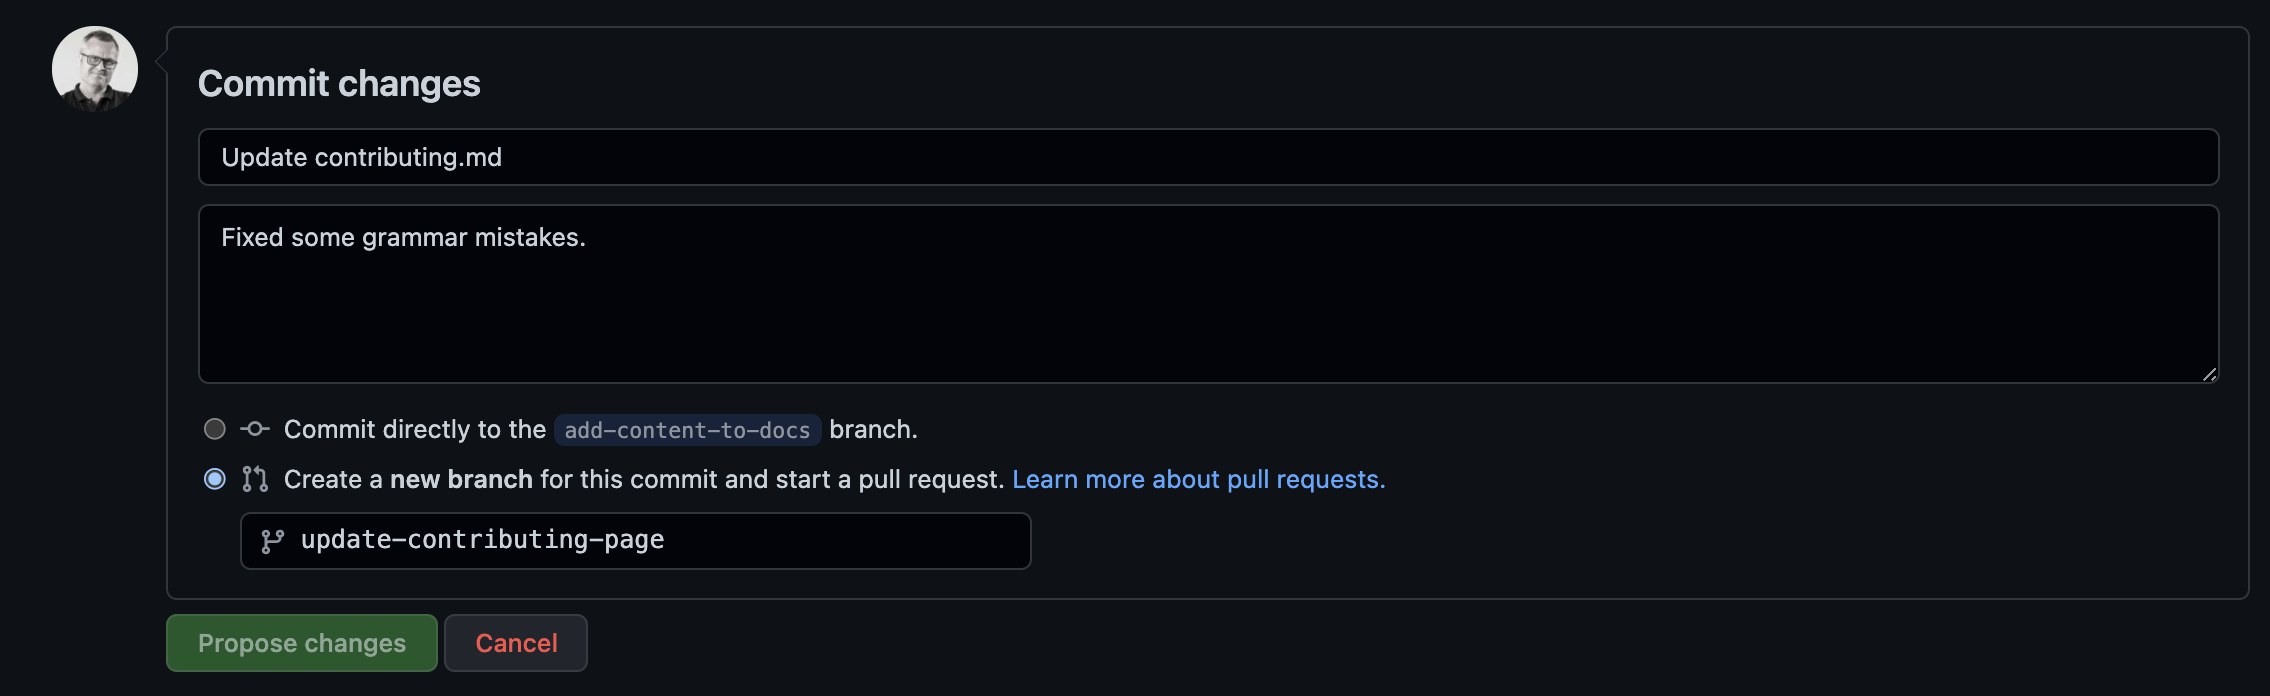 Commit changes
Update contributing.md
Fixed some grammar mistakes.
Commit directly to the add-content-to-docs branch.
Create a new branch for this commit and start a pull request. Learn more about pull requests.
update-contributing-page
Propose changes Cancel